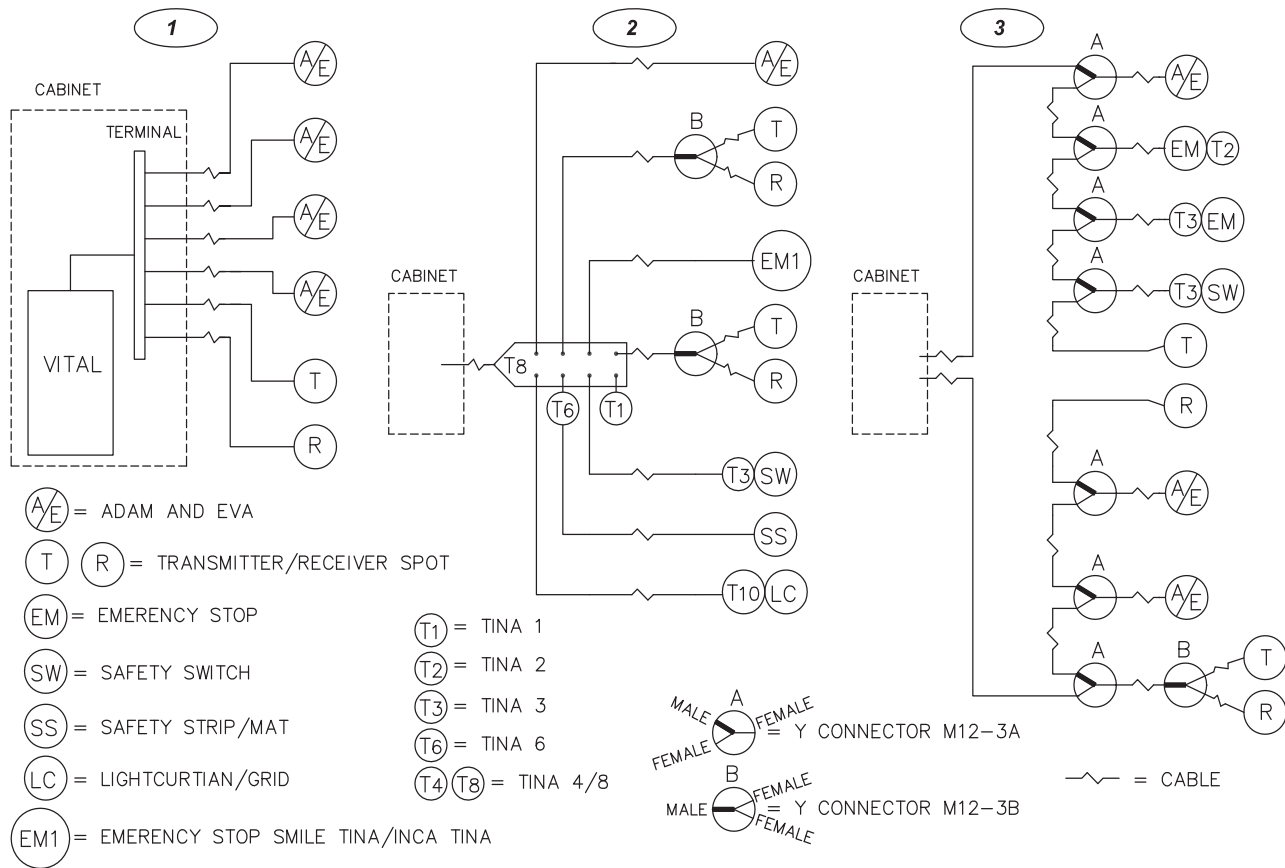 1
CABINET
TERMINAL
VITAL
A/E
A/E
A/E
A/E
T
R
2
CABINET
T8
A/E
B
T
R
EM1
B
T
R
T6
T1
T3 SW
SS
T10 LC
3
CABINET
A
A/E
A
EM T2
A
T3 EM
A
T3 SW
T
R
A
A/E
A
A/E
A
B
T
R
A/E = ADAM AND EVA
T R = TRANSMITTER/RECEIVER SPOT
EM = EMERENCY STOP
SW = SAFETY SWITCH
SS = SAFETY STRIP/MAT
LC = LIGHTCURTIAN/GRID
EM1 = EMERENCY STOP SMILE TINA/INCA TINA
T1 = TINA 1
T2 = TINA 2
T3 = TINA 3
T6 = TINA 6
T4 T8 = TINA 4/8
A
MALE
FEMALE
FEMALE
= Y CONNECTOR M12-3A
B
MALE
FEMALE
FEMALE
= Y CONNECTOR M12-3B
= CABLE